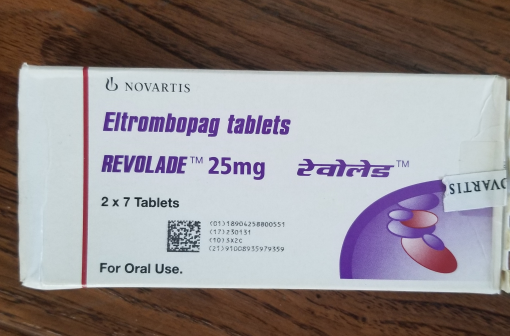 NOVARTIS
Eltrombopag tablets
REVOLADE™ 25mg रेवोलेड™
2 x 7 Tablets
(01)18904258800551
(17)230131
(10)3X2C
(21)91008935979359
For Oral Use.
OVARTIS